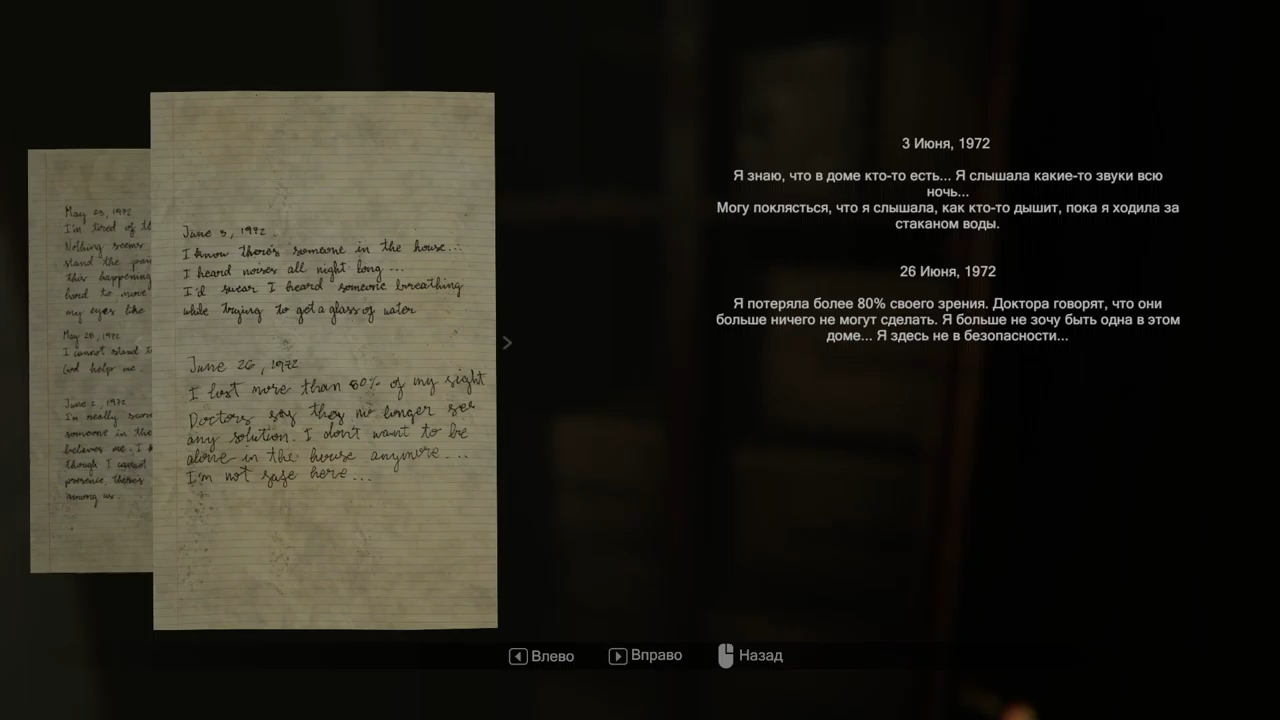 May 23, 1972
I'm tired of th
Nothing seems
stand the pai
this happening
hard to move
my eyes like
May 28, 1972
I cannot stand t
God help me.
June 2, 1972
I'm really scare
someone in the
believes me. I
though I cannot
presence, there's
among us.
June 3, 1972.
I know there's someone in the house...
I heard noises all night long ...
I'd swear I heard someone breathing
while trying to get a glass of water
June 26, 1972
I lost more than 80% of my sight
Doctors say they no longer see
any solution. I don't want to be
alone in the house anymore...
I'm not safe here...
3 Июня, 1972
Я знаю, что в доме кто-то есть... Я слышала какие-то звуки всю
ночь...
Могу поклясться, что я слышала, как кто-то дышит, пока я ходила за
стаканом воды.
26 Июня, 1972
Я потеряла более 80% своего зрения. Доктора говорят, что они
больше ничего не могут сделать. Я больше не зочу быть одна в этом
доме... Я здесь не в безопасности...
Влево
Вправо
Назад